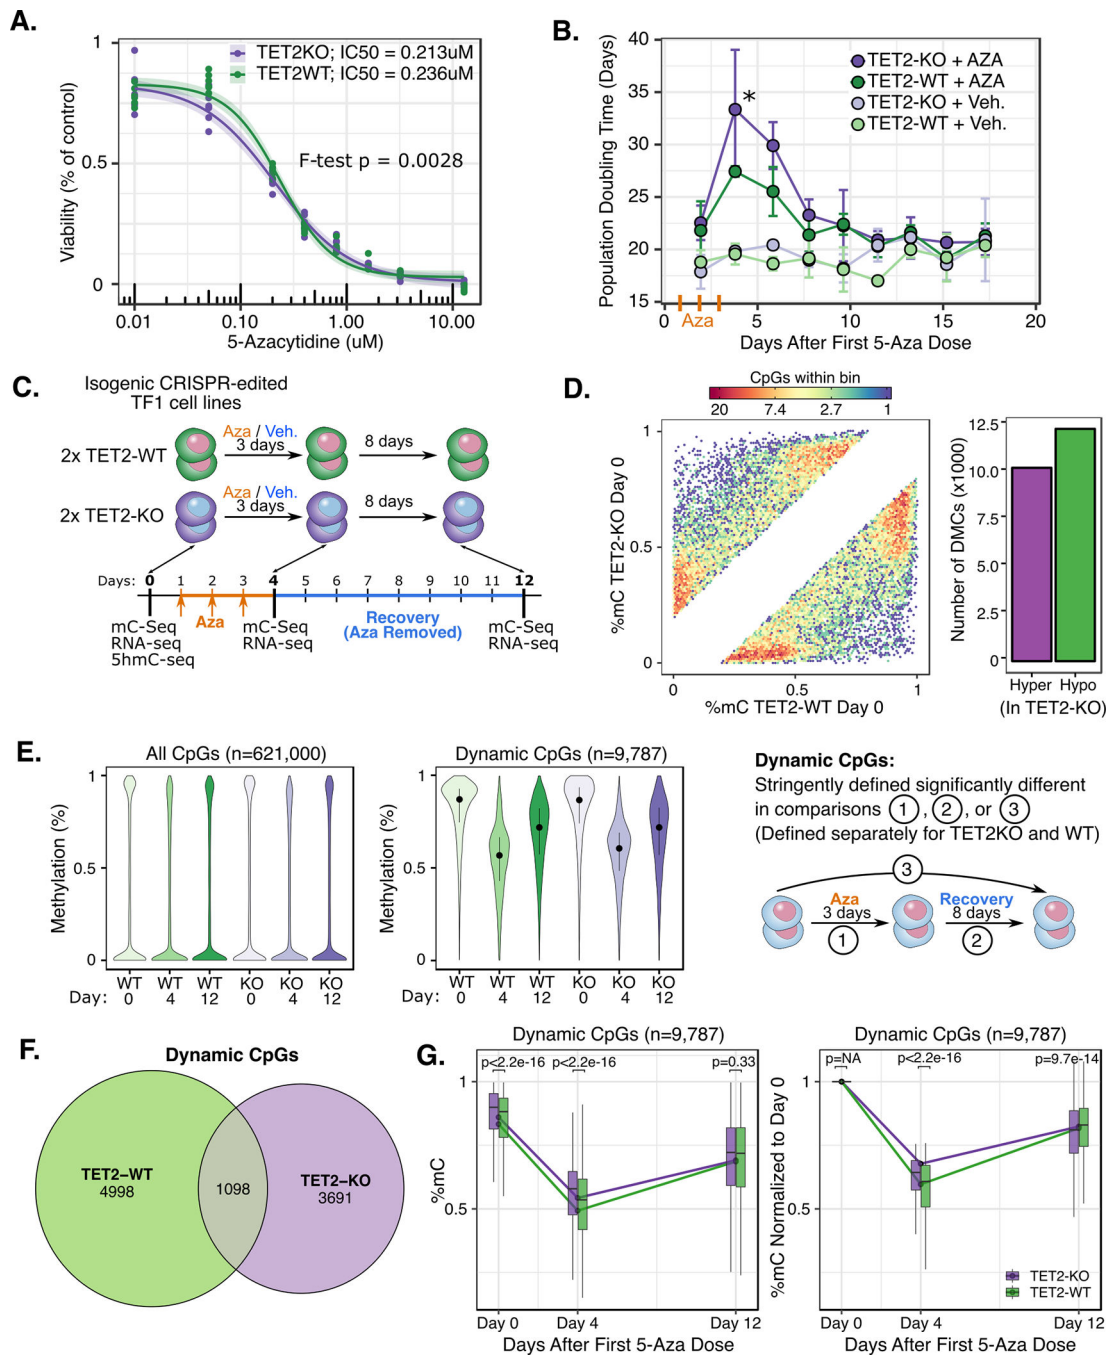 A.
1
0.5
0
Viability (% of control)
TET2KO; IC50 = 0.213uM
TET2WT; IC50 = 0.236uM
F-test p = 0.0028
0.01
0.10
1.00
10.00
5-Azacytidine (uM)
B.
40
35
30
25
20
15
Population Doubling Time (Days)
TET2-KO + AZA
TET2-WT + AZA
TET2-KO + Veh.
TET2-WT + Veh.
*
Aza
0
5
10
15
20
Days After First 5-Aza Dose
C.
Isogenic CRISPR-edited
TF1 cell lines
2x TET2-WT
Aza / Veh.
3 days
8 days
2x TET2-KO
Aza / Veh.
3 days
8 days
Days: 0 1 2 3 4 5 6 7 8 9 10 11 12
Aza
Recovery
(Aza Removed)
mC-Seq
RNA-seq
5hmC-seq
mC-Seq
RNA-seq
mC-Seq
RNA-seq
D.
CpGs within bin
20 7.4 2.7 1
%mC TET2-KO Day 0
1
0.5
0
0 0.5 1
%mC TET2-WT Day 0
Number of DMCs (x1000)
12.5
10.0
7.5
5.0
2.5
0
Hyper Hypo
(In TET2-KO)
E.
All CpGs (n=621,000)
Methylation (%)
1
0.5
0
WT WT WT KO KO KO
Day: 0 4 12 0 4 12
Dynamic CpGs (n=9,787)
Methylation (%)
1
0.5
0
WT WT WT KO KO KO
Day: 0 4 12 0 4 12
Dynamic CpGs:
Stringently defined significantly different
in comparisons 1 , 2 , or 3
(Defined separately for TET2KO and WT)
3
Aza
3 days
1
Recovery
8 days
2
F.
Dynamic CpGs
TET2–WT
4998
1098
TET2–KO
3691
G.
Dynamic CpGs (n=9,787)
p<2.2e-16 p<2.2e-16 p=0.33
%mC
1
0.5
Day 0 Day 4 Day 12
Days After First 5-Aza Dose
Dynamic CpGs (n=9,787)
p=NA p<2.2e-16 p=9.7e-14
%mC Normalized to Day 0
1
0.5
TET2-KO
TET2-WT
Day 0 Day 4 Day 12
Days After First 5-Aza Dose